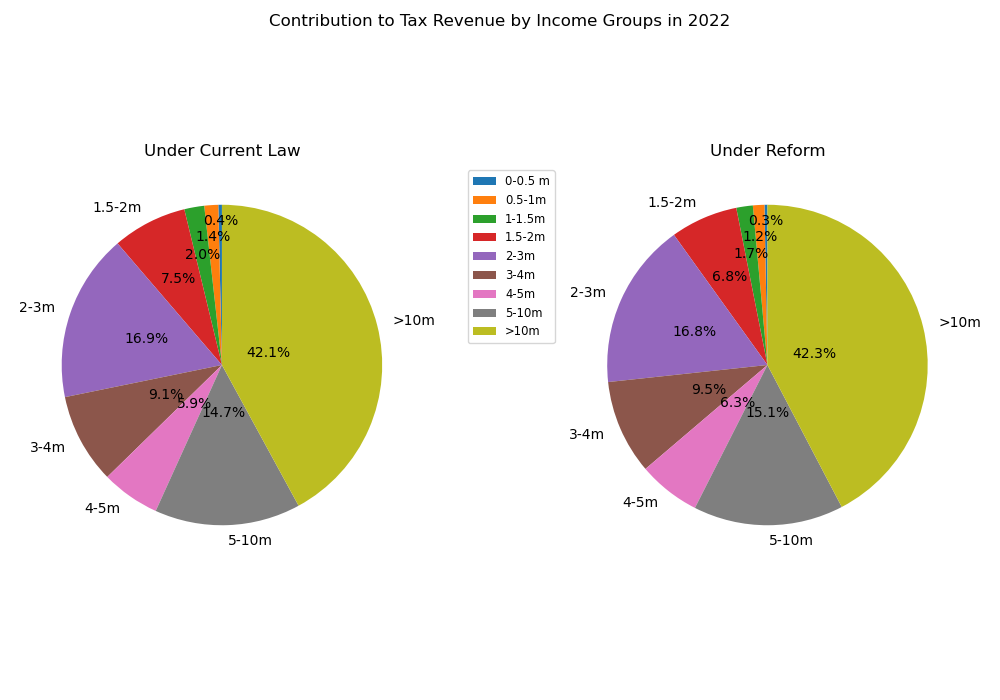 Contribution to Tax Revenue by Income Groups in 2022
Under Current Law
1.5-2m
2-3m
3-4m
4-5m
5-10m
>10m
0.4%
1.4%
2.0%
7.5%
16.9%
9.1%
5.9%
14.7%
42.1%
0-0.5 m
0.5-1m
1-1.5m
1.5-2m
2-3m
3-4m
4-5m
5-10m
>10m
Under Reform
1.5-2m
2-3m
3-4m
4-5m
5-10m
>10m
0.3%
1.2%
1.7%
6.8%
16.8%
9.5%
6.3%
15.1%
42.3%